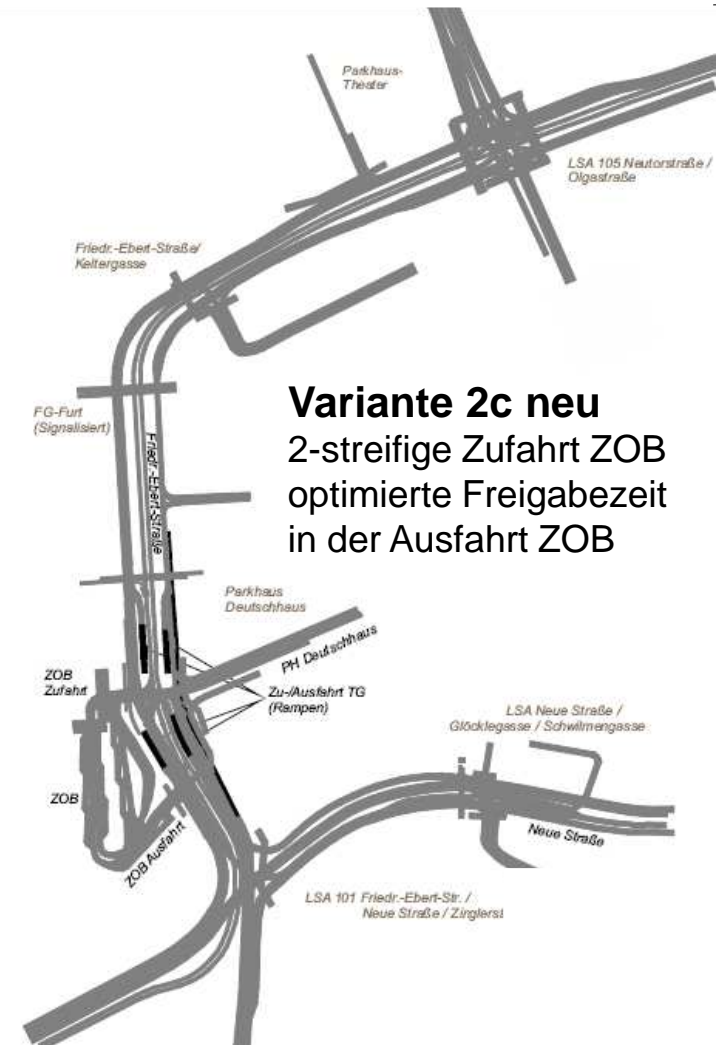 Parkhaus-
Theater
LSA 105 Neutorstraße /
Olgastraße
Friedr.-Ebert-Straße/
Keltergasse
Variante 2c neu
2-streifige Zufahrt ZOB
optimierte Freigabezeit
in der Ausfahrt ZOB
FG-Furt
(Signalisiert)
Friedr.-Ebert-Straße
Parkhaus
Deutschhaus
PH Deutschhaus
ZOB
Zufahrt
Zu-/Ausfahrt TG
(Rampen)
LSA Neue Straße /
Glöcklegasse / Schwilmengasse
ZOB
ZOB Ausfahrt
Neue Straße
LSA 101 Friedr.-Ebert-Str. /
Neue Straße / Zinglerst